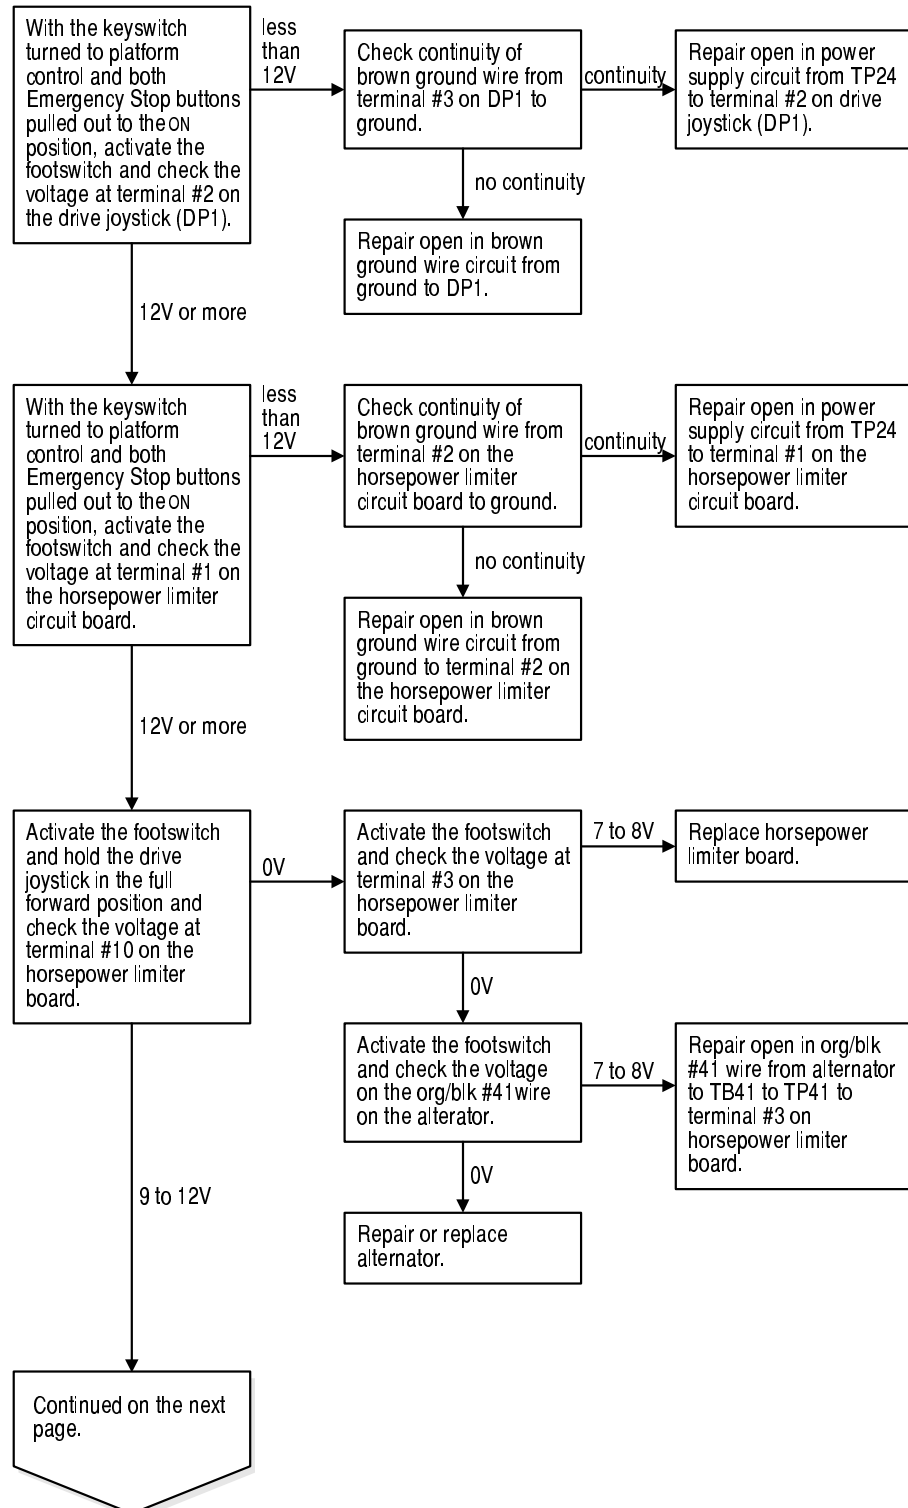 With the keyswitch
turned to platform
control and both
Emergency Stop buttons
pulled out to the ON
position, activate the
footswitch and check the
voltage at terminal #2 on
the drive joystick (DP1).
less
than
12V
Check continuity of
brown ground wire from
terminal #3 on DP1 to
ground.
continuity
Repair open in power
supply circuit from TP24
to terminal #2 on drive
joystick (DP1).
no continuity
Repair open in brown
ground wire circuit from
ground to DP1.
12V or more
With the keyswitch
turned to platform
control and both
Emergency Stop buttons
pulled out to the ON
position, activate the
footswitch and check the
voltage at terminal #1 on
the horsepower limiter
circuit board.
less
than
12V
Check continuity of
brown ground wire from
terminal #2 on the
horsepower limiter
circuit board to ground.
continuity
Repair open in power
supply circuit from TP24
to terminal #1 on the
horsepower limiter
circuit board.
no continuity
Repair open in brown
ground wire circuit from
ground to terminal #2 on
the horsepower limiter
circuit board.
12V or more
Activate the footswitch
and hold the drive
joystick in the full
forward position and
check the voltage at
terminal #10 on the
horsepower limiter
board.
0V
Activate the footswitch
and check the voltage at
terminal #3 on the
horsepower limiter
board.
7 to 8V
Replace horsepower
limiter board.
0V
Activate the footswitch
and check the voltage
on the org/blk #41 wire
on the alterator.
7 to 8V
Repair open in org/blk
#41 wire from alternator
to TB41 to TP41 to
terminal #3 on
horsepower limiter
board.
0V
Repair or replace
alternator.
9 to 12V
Continued on the next
page.